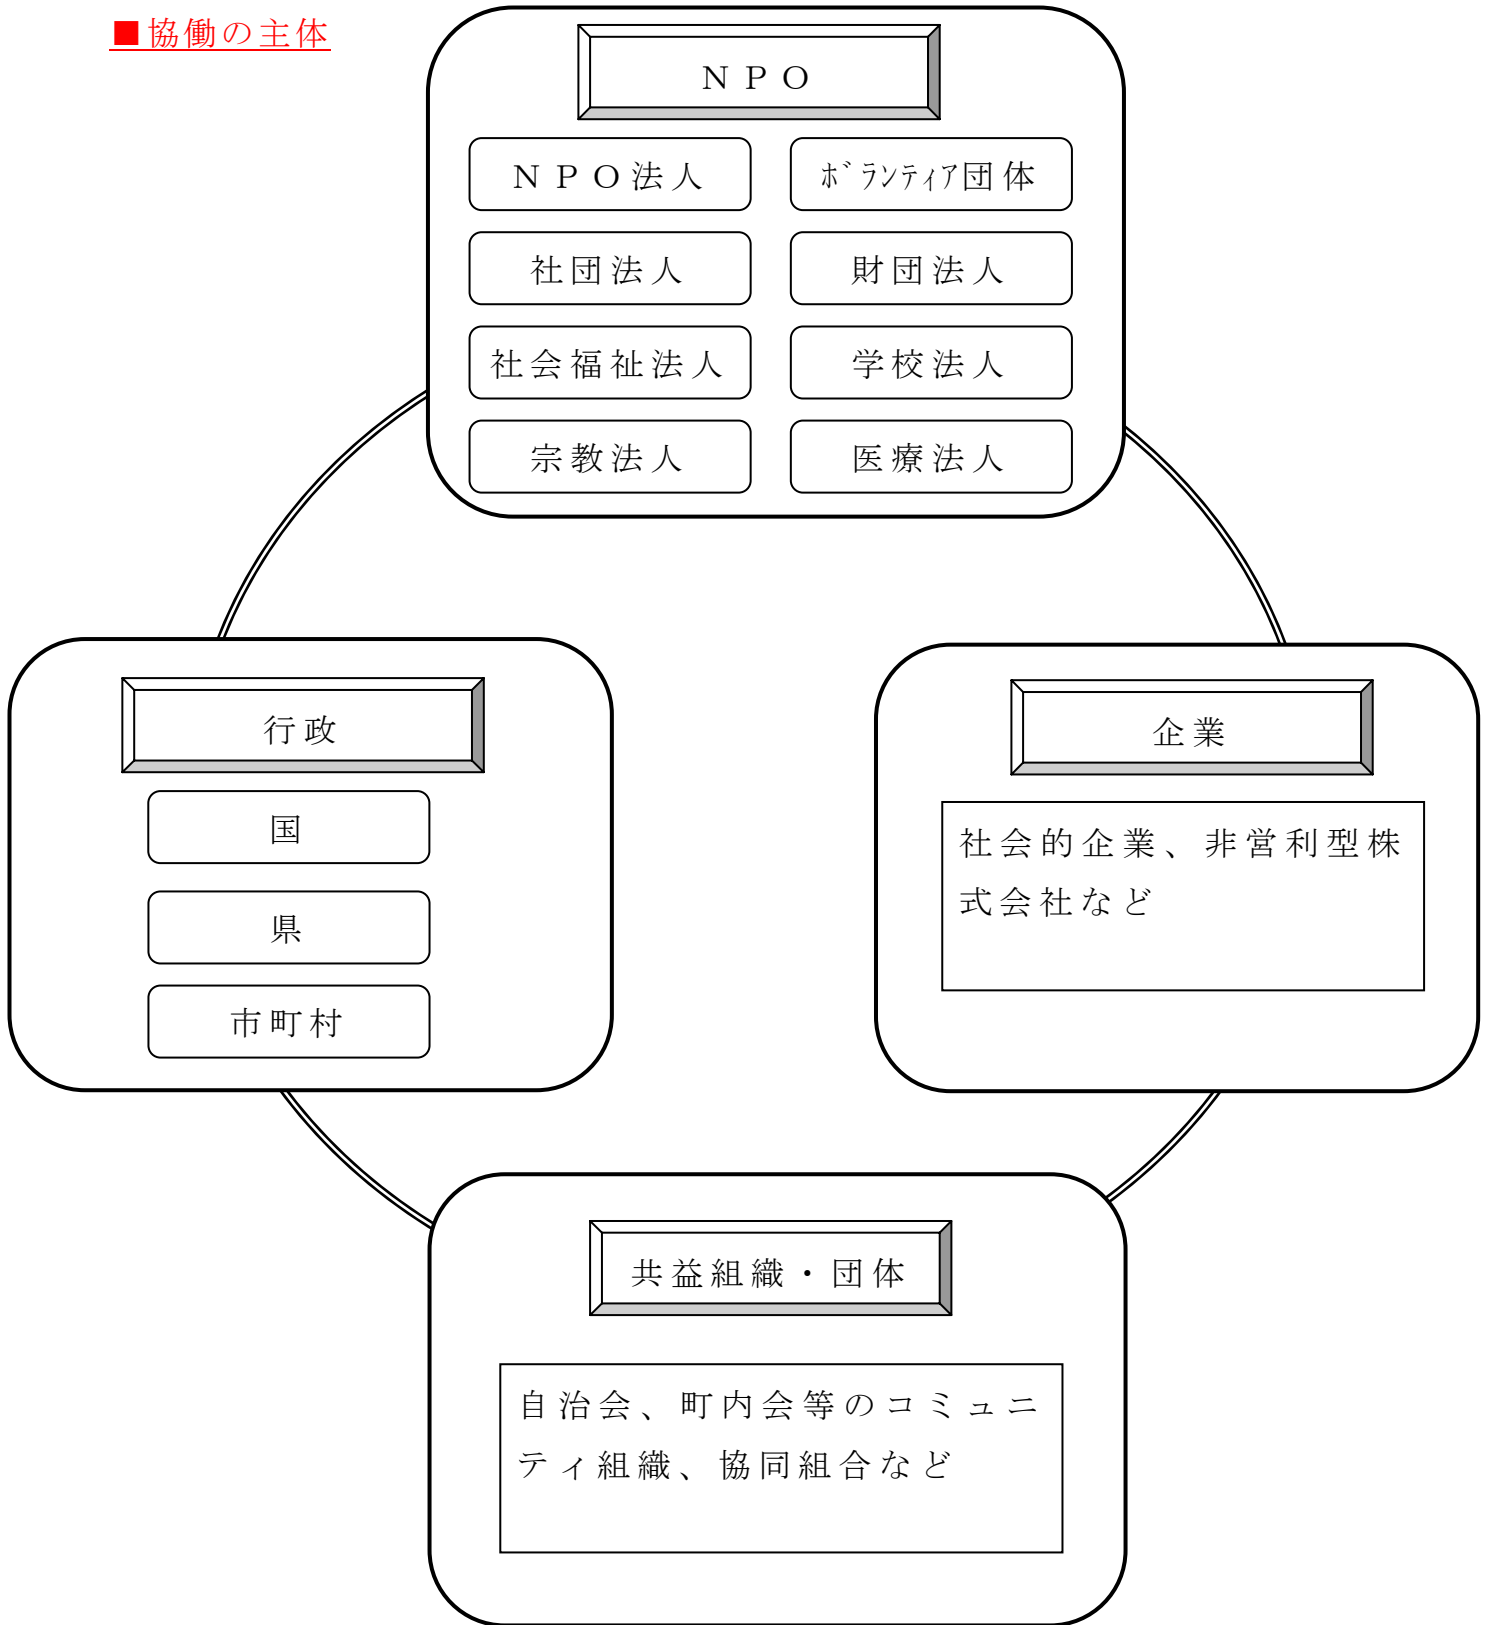 ■協働の主体
ＮＰＯ
ＮＰＯ法人
ﾎﾞﾗﾝﾃｨｱ団体
社団法人
財団法人
社会福祉法人
学校法人
宗教法人
医療法人
行政
国
県
市町村
企業
社会的企業、非営利型株
式会社など
共益組織・団体
自治会、町内会等のコミュニ
ティ組織、協同組合など